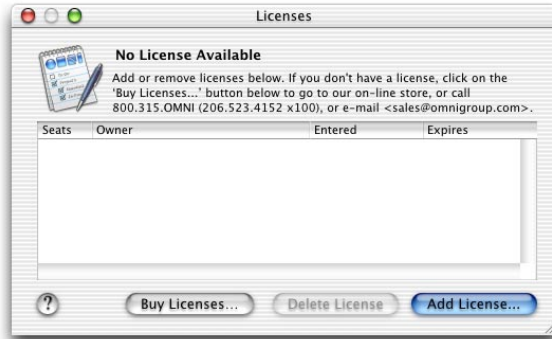 Licenses
No License Available
Add or remove licenses below. If you don't have a license, click on the
'Buy Licenses...' button below to go to our on-line store, or call
800.315.OMNI (206.523.4152 x100), or e-mail <sales@omnigroup.com>.
Seats Owner Entered Expires
? Buy Licenses... Delete License Add License...